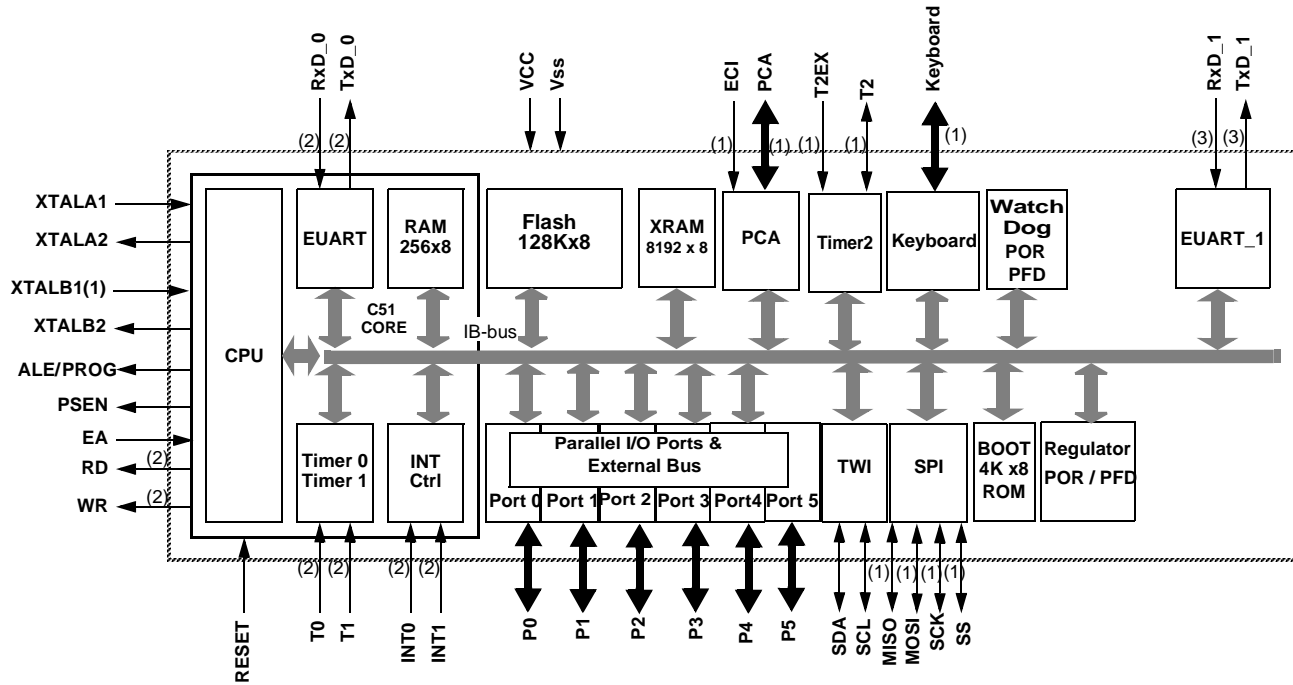 RxD_0
TxD_0
VCC
Vss
ECI
PCA
T2EX
T2
Keyboard
RxD_1
TxD_1
(2) (2)
(1) (1) (1) (1) (1)
(3) (3)
XTALA1
XTALA2
XTALB1(1)
XTALB2
ALE/PROG
PSEN
EA
RD (2)
WR (2)
CPU
EUART
RAM
256x8
C51
CORE
IB-bus
Flash
128Kx8
XRAM
8192 x 8
PCA
Timer2
Keyboard
Watch
Dog
POR
PFD
EUART_1
Timer 0
Timer 1
INT
Ctrl
Parallel I/O Ports &
External Bus
Port 0 Port 1 Port 2 Port 3 Port4 Port 5
TWI
SPI
BOOT
4K x8
ROM
Regulator
POR / PFD
(2) (2) (2) (2)
(1) (1) (1) (1)
RESET
T0
T1
INT0
INT1
P0
P1
P2
P3
P4
P5
SDA
SCL
MISO
MOSI
SCK
SS